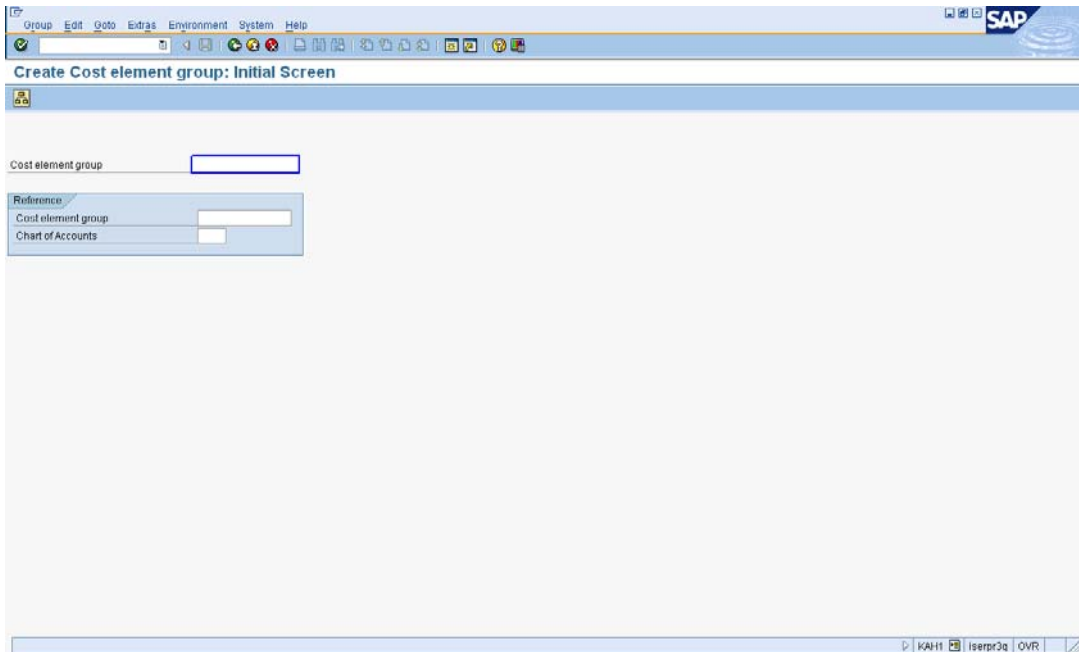 Group Edit Goto Extras Environment System Help
SAP
Create Cost element group: Initial Screen
Cost element group
Reference
Cost element group
Chart of Accounts
KAH1 iserpr3q OVR